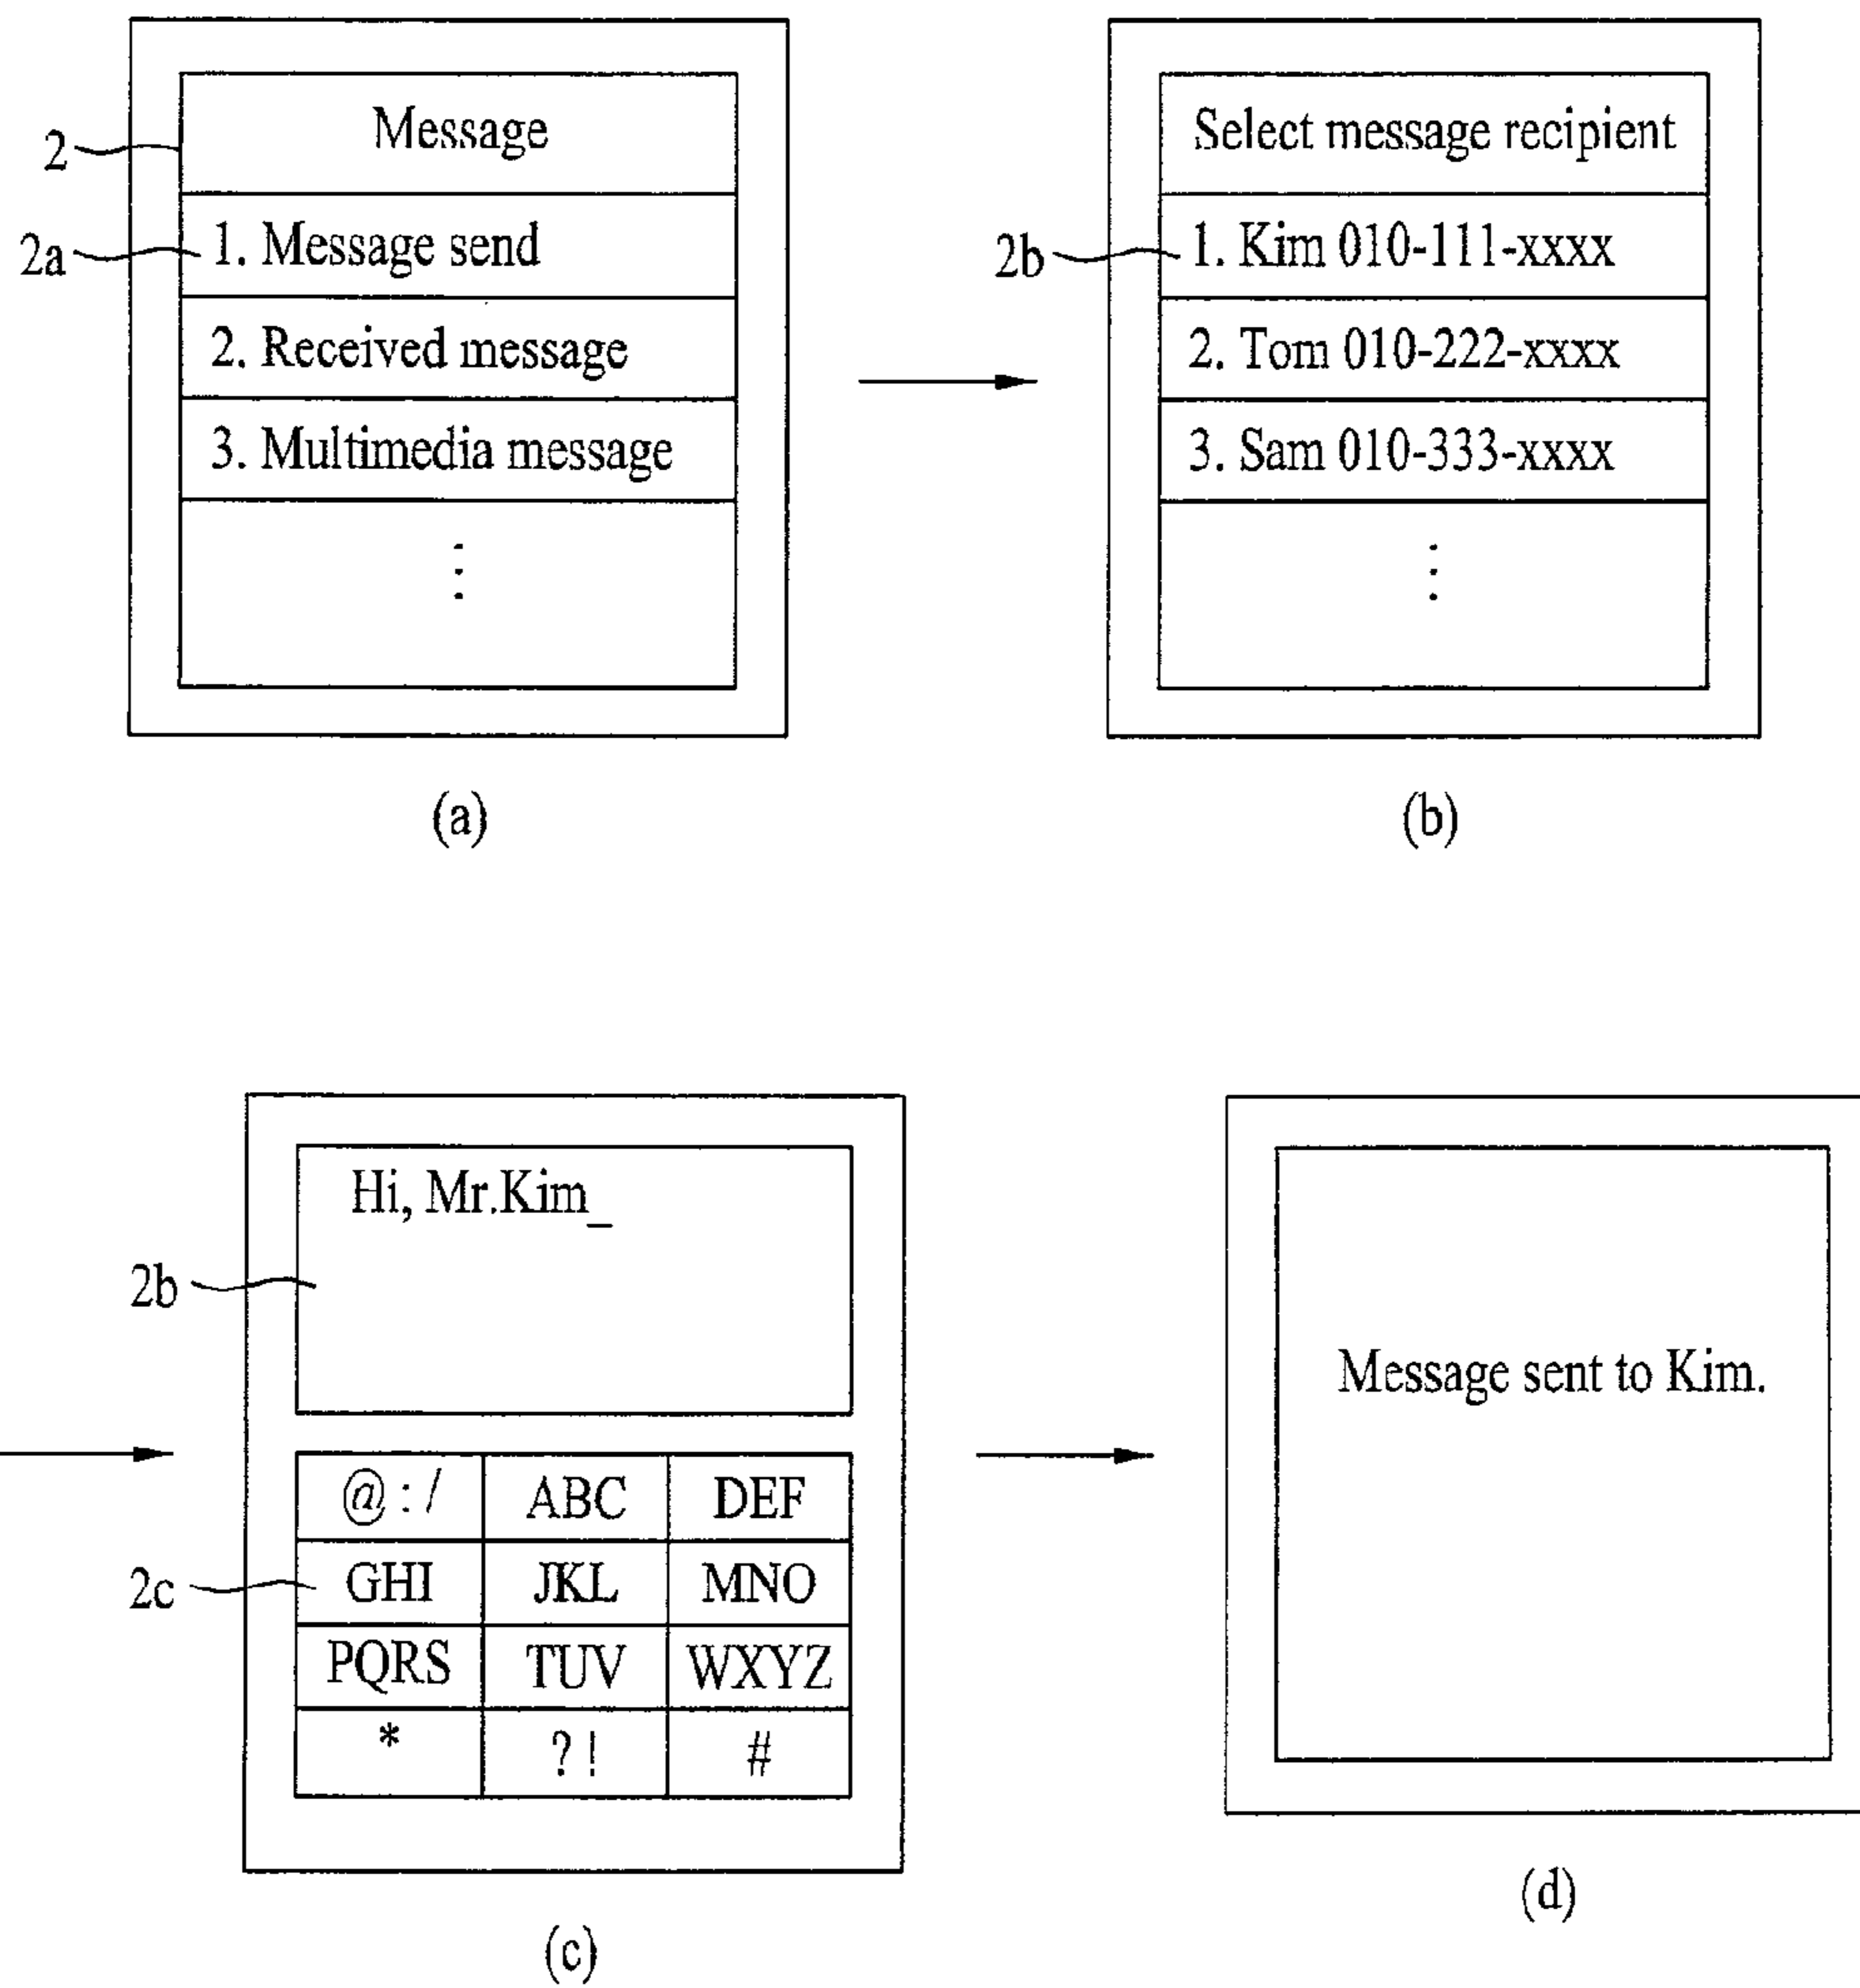 Message
2
1. Message send
2a
2. Received message
3. Multimedia message
(a)
Select message recipient
1. Kim 010-111-xxxx
2b
2. Tom 010-222-xxxx
3. Sam 010-333-xxxx
(b)
Hi, Mr.Kim_
2b
@ : / ABC DEF
2c GHI JKL MNO
PQRS TUV WXYZ
* ? ! #
(c)
Message sent to Kim.
(d)